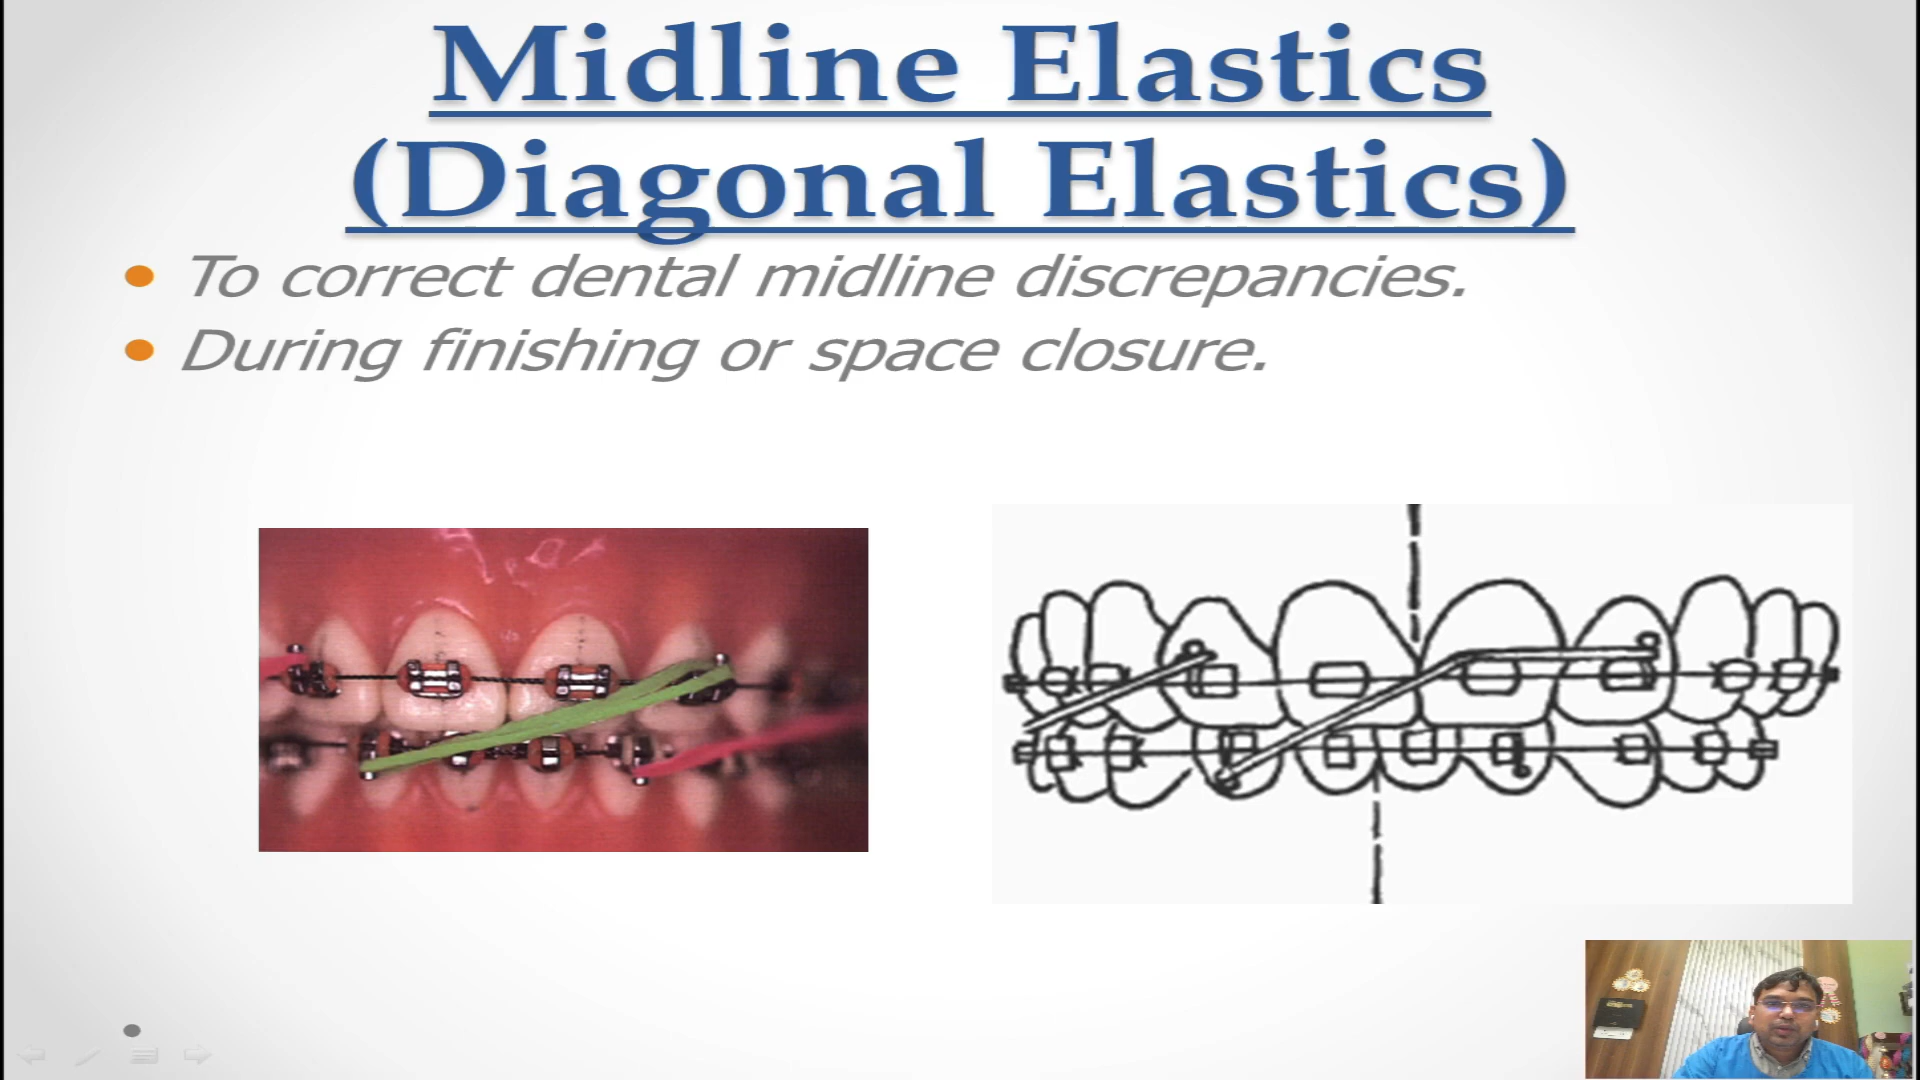 Midline Elastics
(Diagonal Elastics)
To correct dental midline discrepancies.
During finishing or space closure.